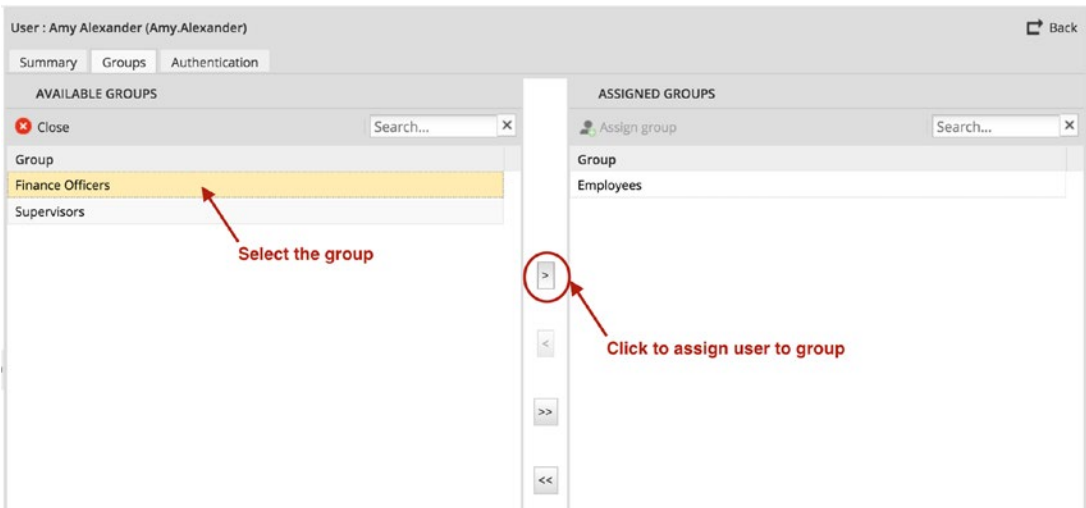 User : Amy Alexander (Amy.Alexander)
Back
Summary Groups Authentication
AVAILABLE GROUPS
ASSIGNED GROUPS
Close
Search...
Assign group
Search...
Group
Group
Finance Officers
Employees
Supervisors
Select the group
>
Click to assign user to group
<
>>
<<